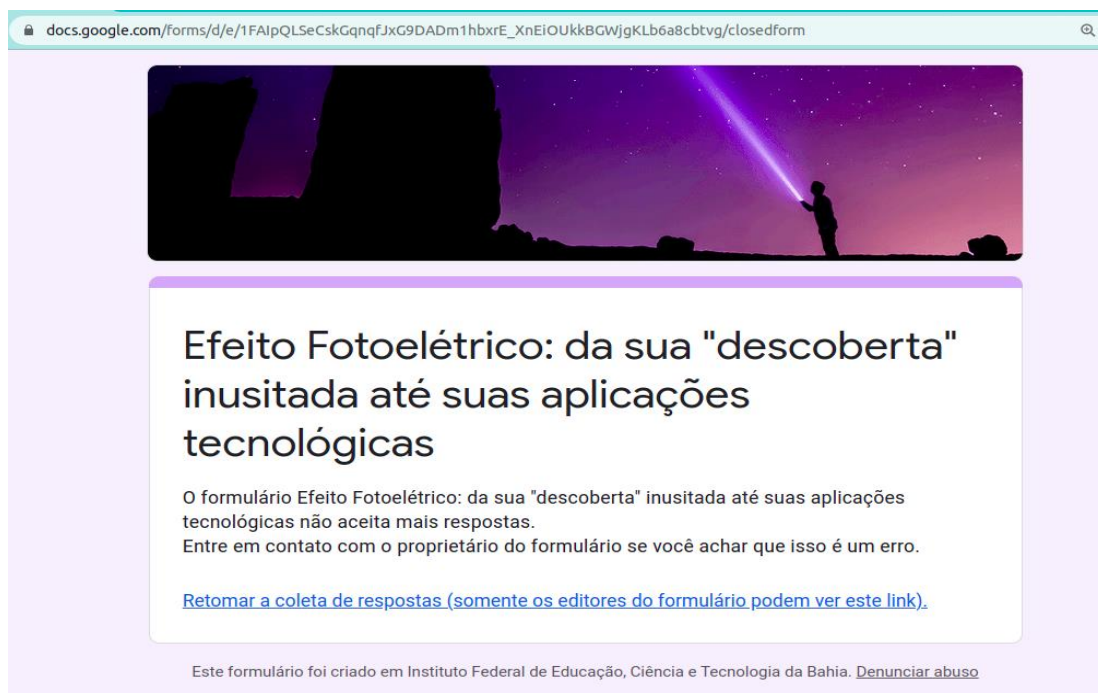 docs.google.com/forms/d/e/1FAIpQLSeCskGqnqfJxG9DADm1hbxrE_XnEiOUkkBGWjgKLb6a8cbtvg/closedform
Efeito Fotoelétrico: da sua "descoberta"
inusitada até suas aplicações
tecnológicas
O formulário Efeito Fotoelétrico: da sua "descoberta" inusitada até suas aplicações
tecnológicas não aceita mais respostas.
Entre em contato com o proprietário do formulário se você achar que isso é um erro.
Retomar a coleta de respostas (somente os editores do formulário podem ver este link).
Este formulário foi criado em Instituto Federal de Educação, Ciência e Tecnologia da Bahia. Denunciar abuso